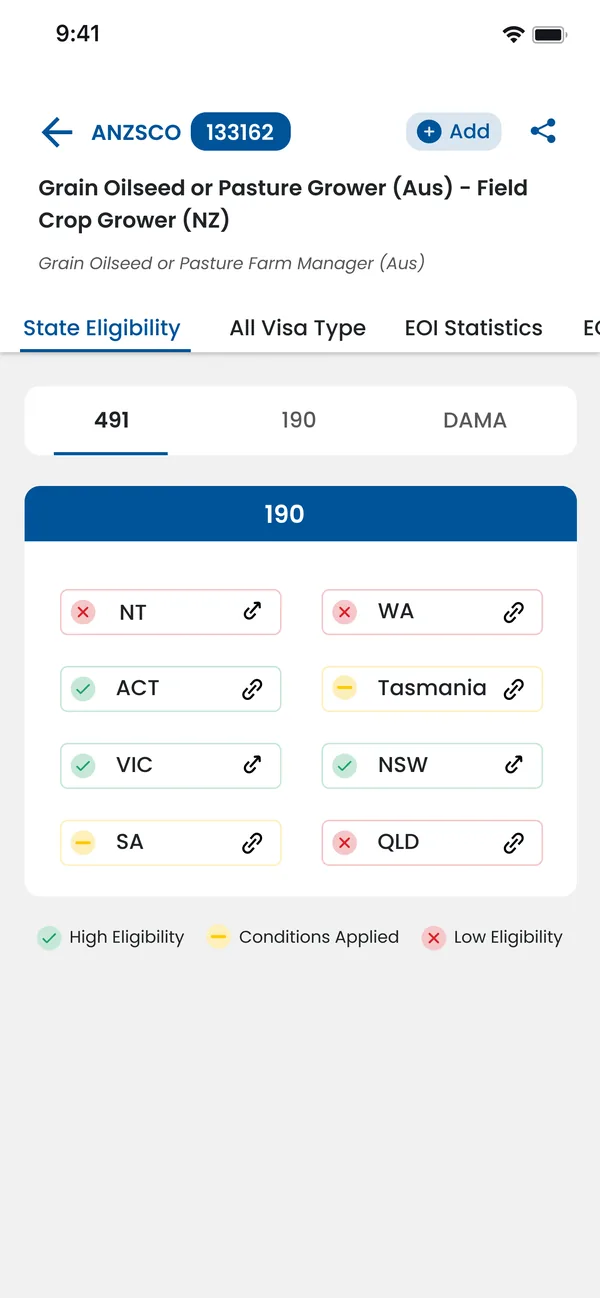 9:41
ANZSCO 133162 Add
Grain Oilseed or Pasture Grower (Aus) - Field
Crop Grower (NZ)
Grain Oilseed or Pasture Farm Manager (Aus)
State Eligibility All Visa Type EOI Statistics EO
491 190 DAMA
190
NT WA
ACT Tasmania
VIC NSW
SA QLD
High Eligibility Conditions Applied Low Eligibility